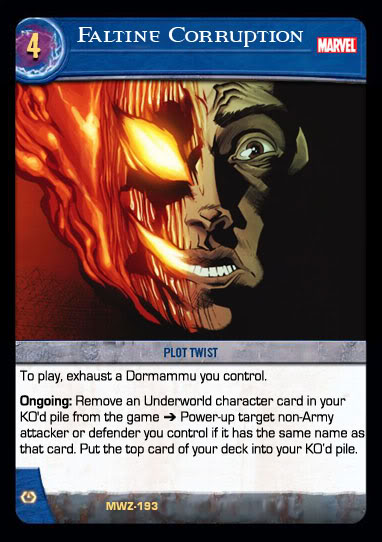 4
FALTINE CORRUPTION
MARVEL
PLOT TWIST
To play, exhaust a Dormammu you control.
Ongoing: Remove an Underworld character card in your
KO'd pile from the game ➔ Power-up target non-Army
attacker or defender you control if it has the same name as
that card. Put the top card of your deck into your KO'd pile.
MWZ-193